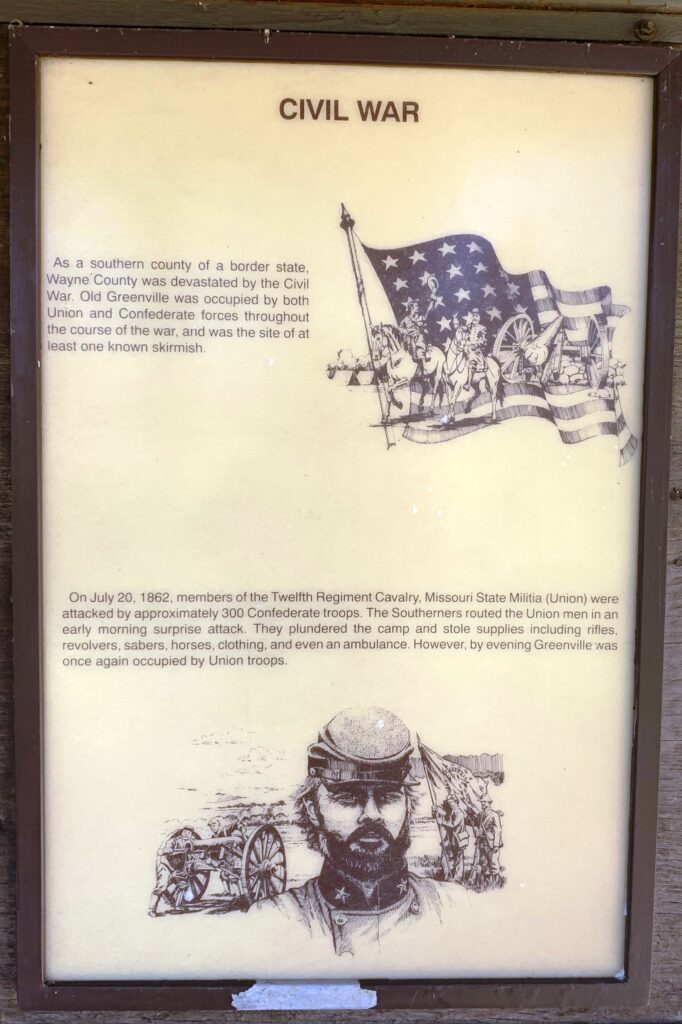 CIVIL WAR
As a southern county of a border state,
Wayne County was devastated by the Civil
War. Old Greenville was occupied by both
Union and Confederate forces throughout
the course of the war, and was the site of at
least one known skirmish.
On July 20, 1862, members of the Twelfth Regiment Cavalry, Missouri State Militia (Union) were
attacked by approximately 300 Confederate troops. The Southerners routed the Union men in an
early morning surprise attack. They plundered the camp and stole supplies including rifles,
revolvers, sabers, horses, clothing, and even an ambulance. However, by evening Greenville was
once again occupied by Union troops.